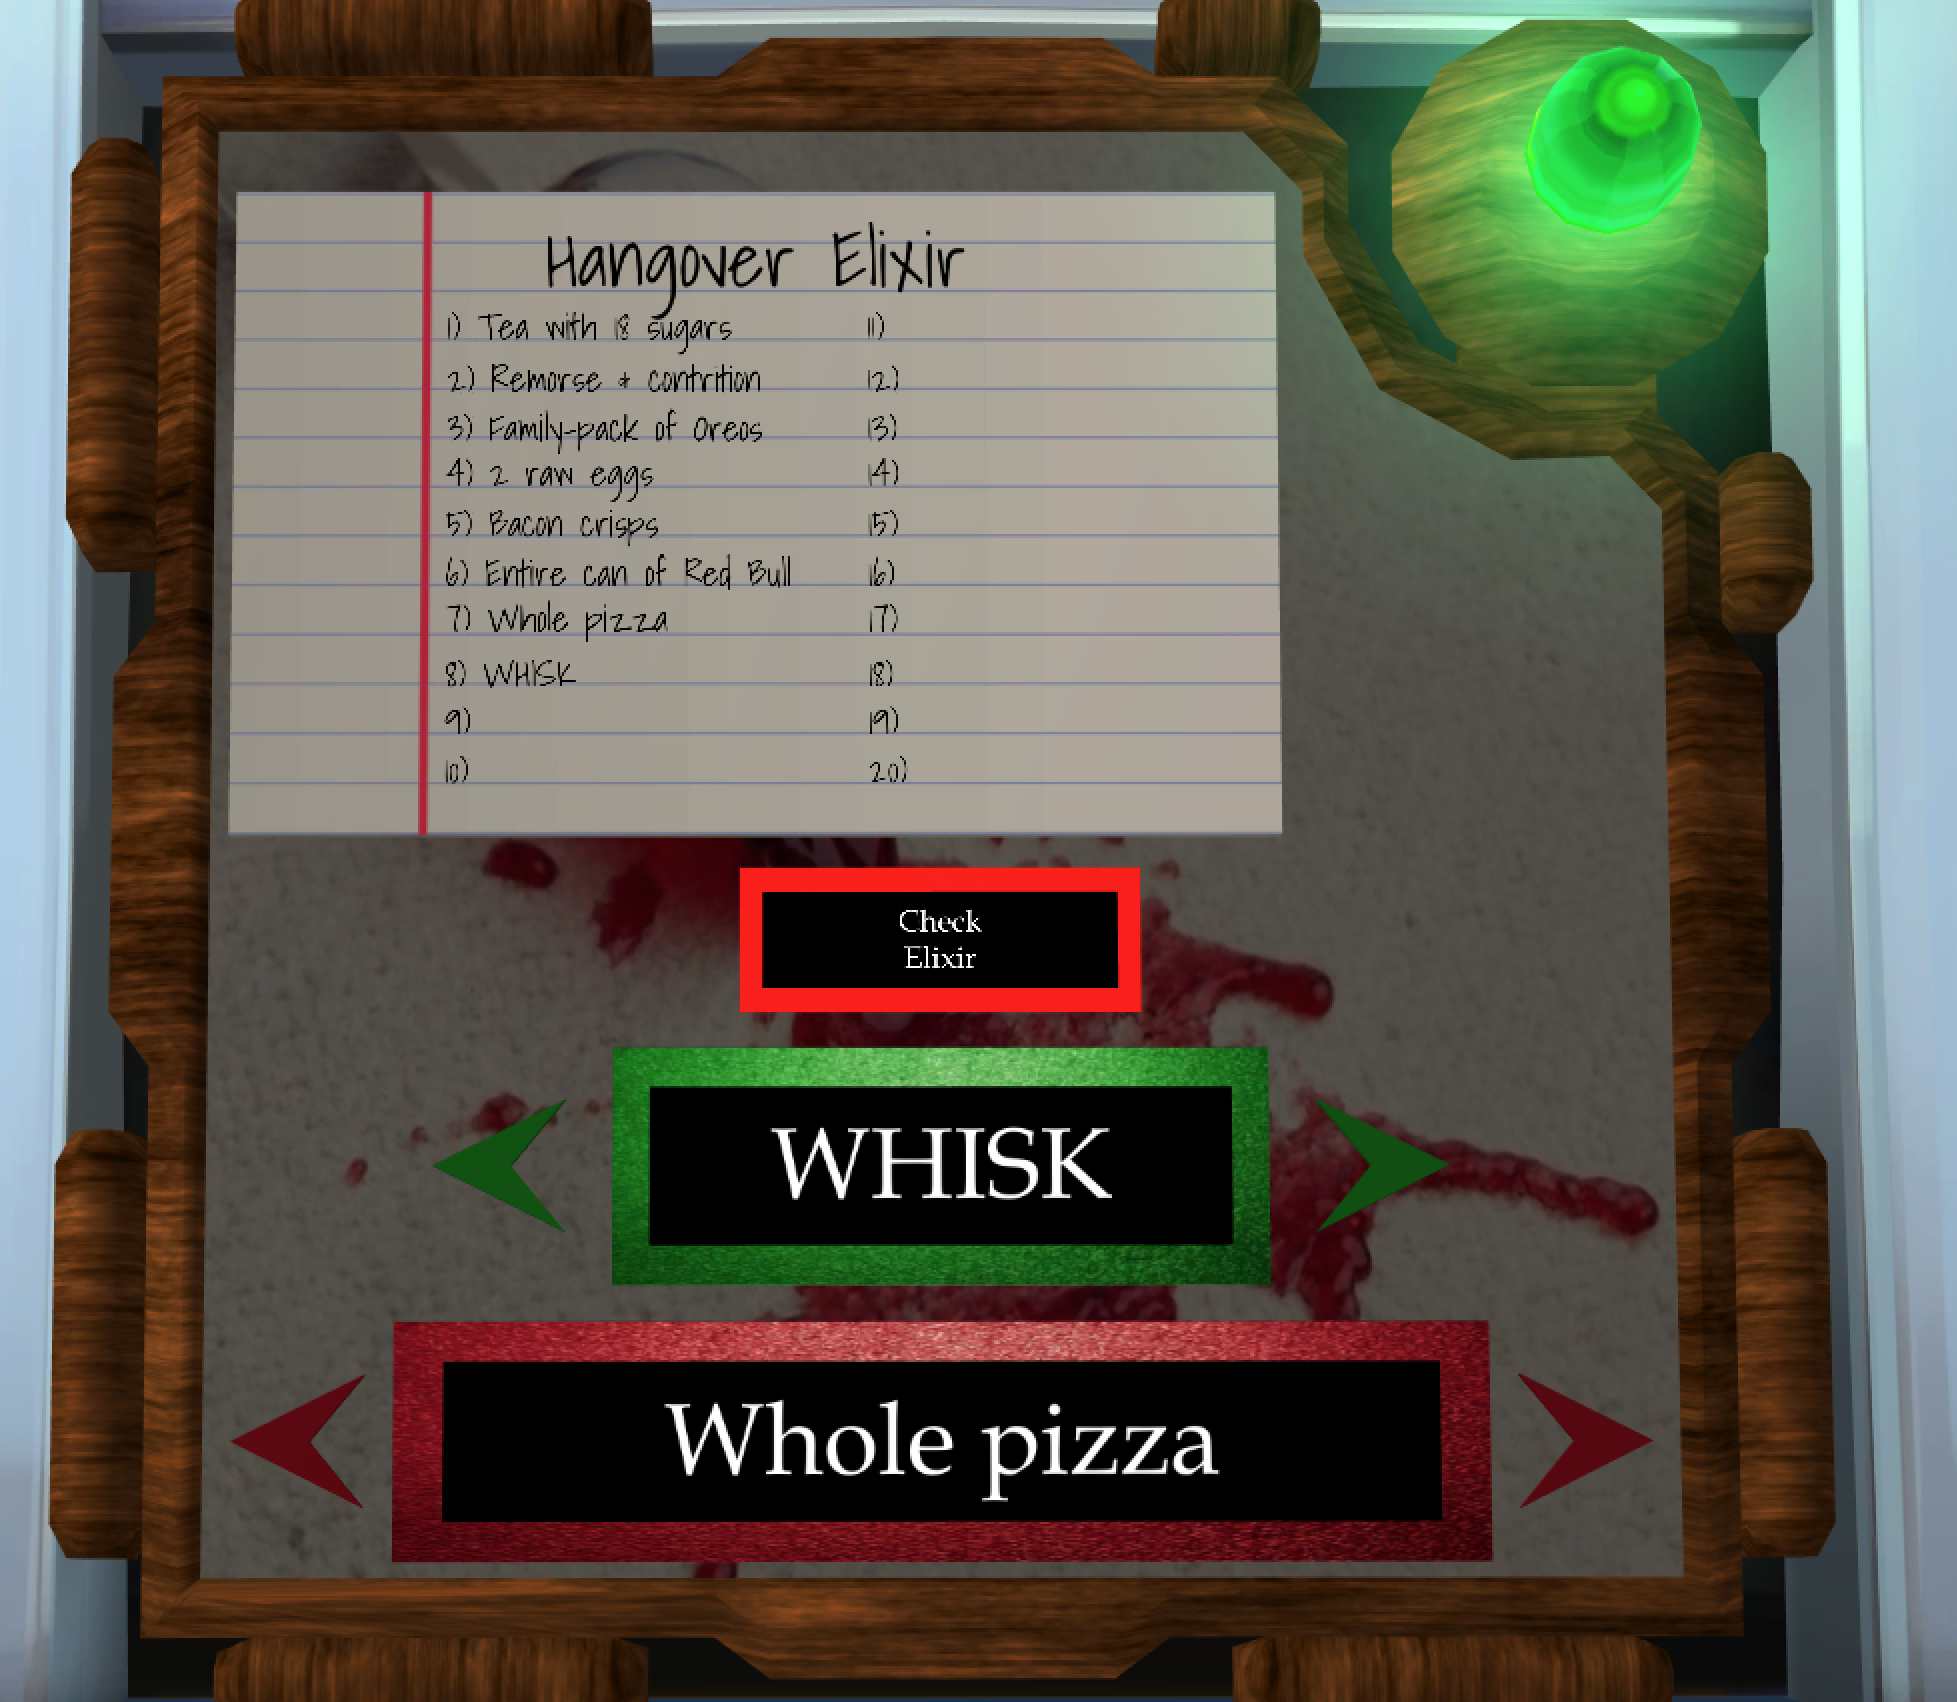 Hangover Elixir
1) Tea with 18 sugars
2) Remorse + contrition
3) Family-pack of Oreos
4) 2 raw eggs
5) Bacon crisps
6) Entire can of Red Bull
7) Whole pizza
8) WHISK
9)
10)
11)
12)
13)
14)
15)
16)
17)
18)
19)
20)
Check
Elixir
WHISK
Whole pizza